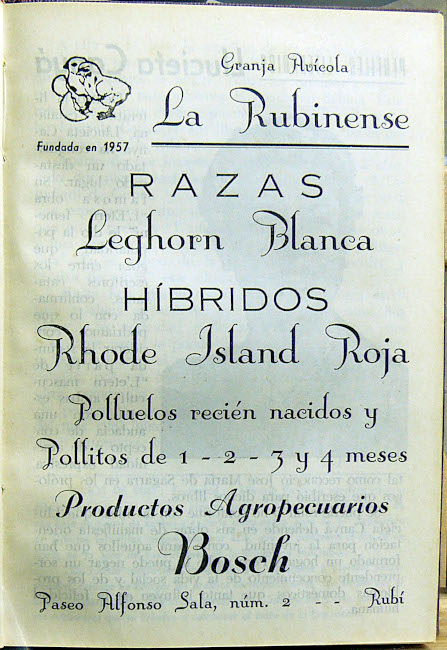 Granja Avícola
La Rubinense
Fundada en 1957
RAZAS
Leghorn Blanca
HÍBRIDOS
Rhode Island Roja
Polluelos recién nacidos y
Pollitos de 1 - 2 - 3 y 4 meses
Productos Agropecuarios
Bosch
Paseo Alfonso Sala, núm. 2 - - Rubí